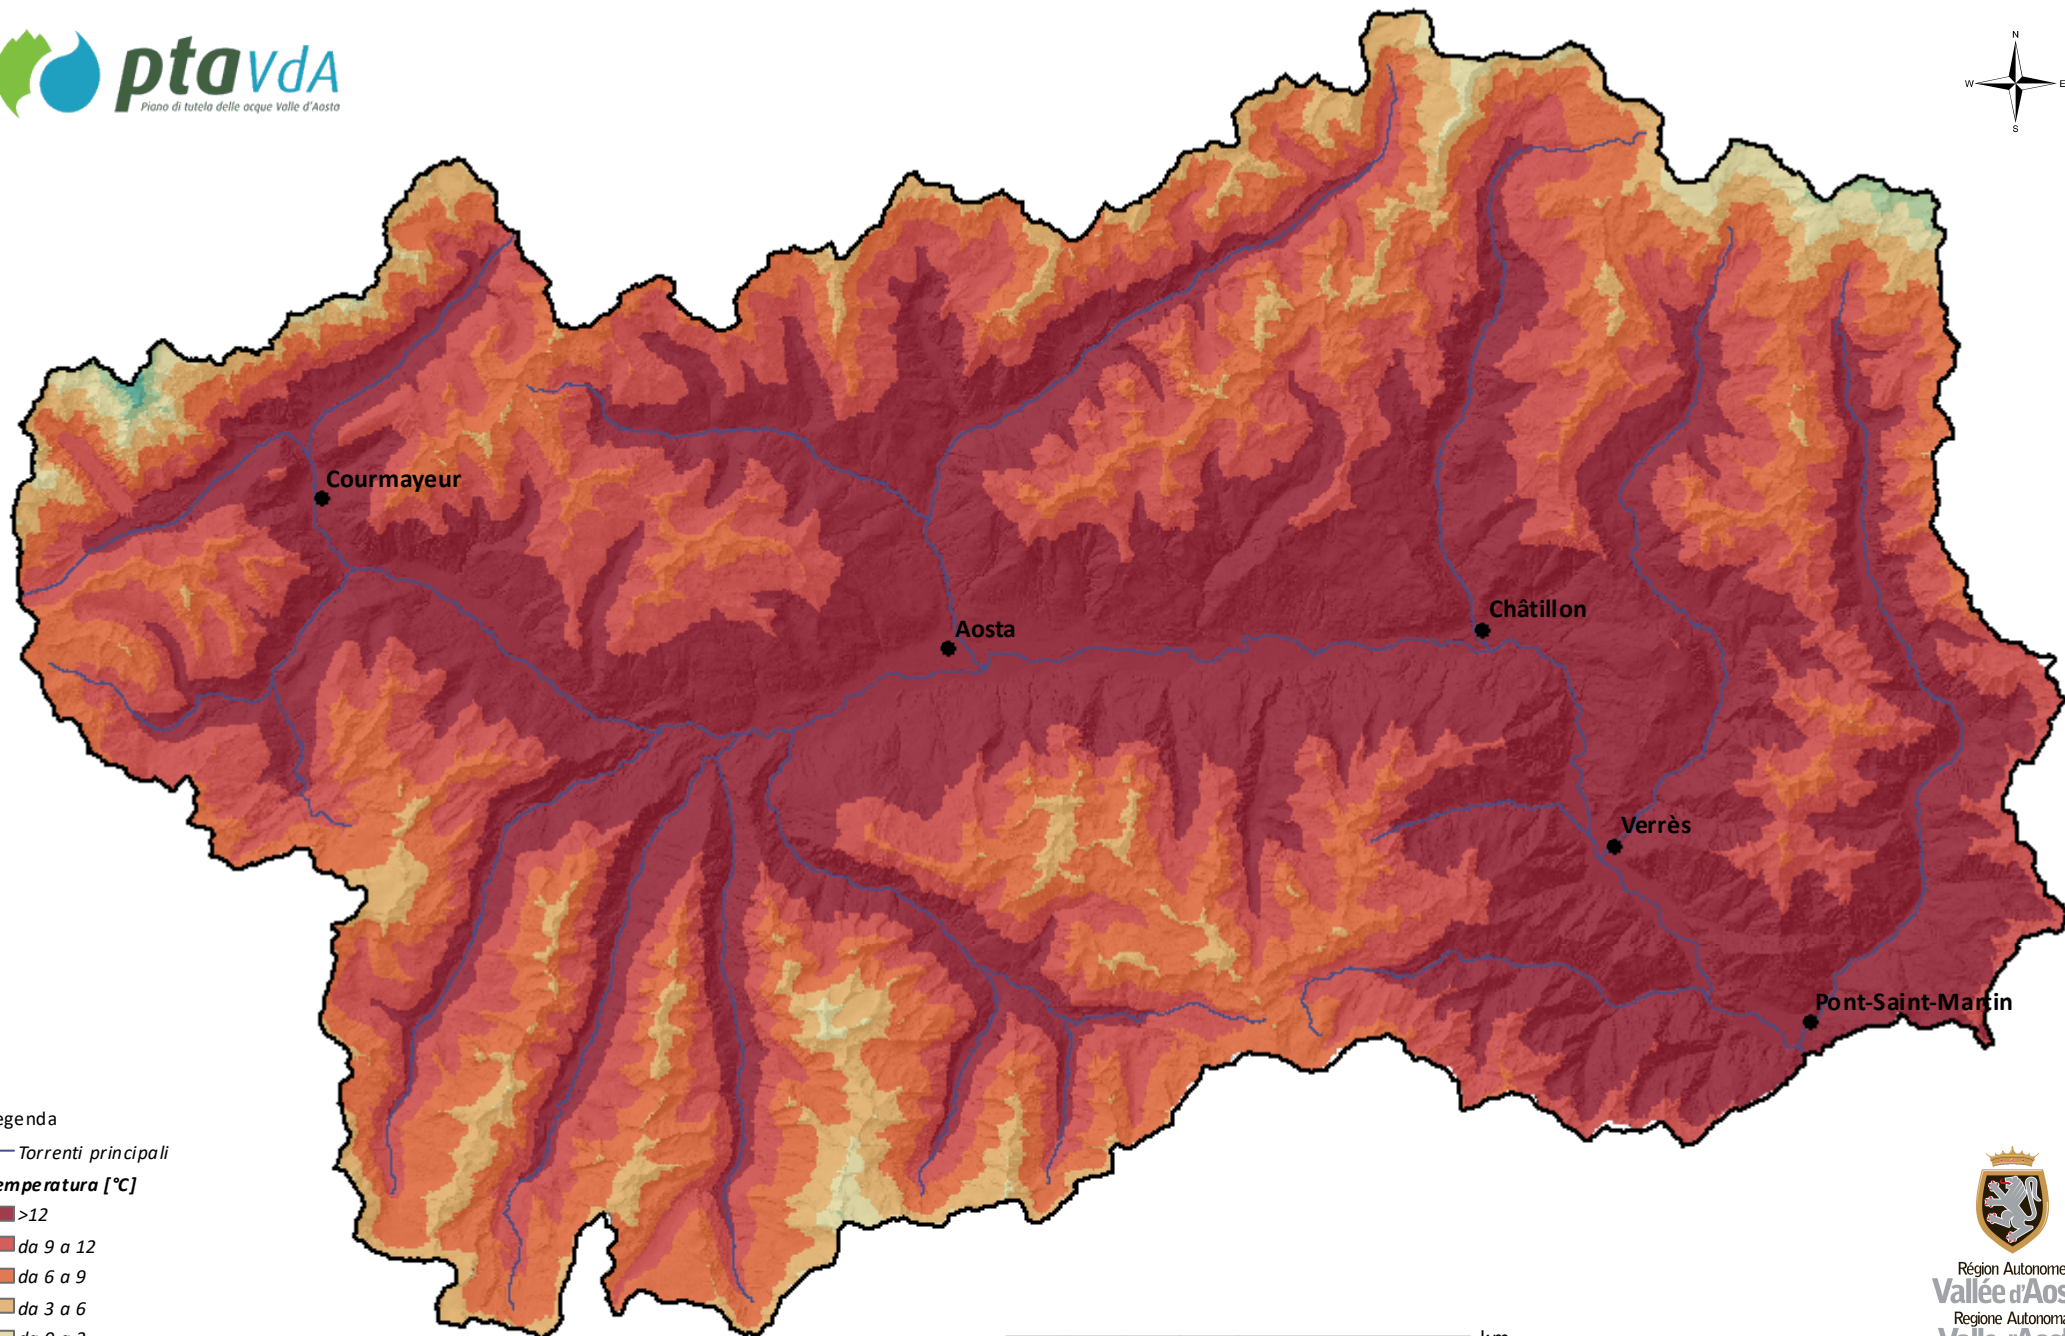 ptaVdA
Piano di tutela delle acque Valle d'Aosta
N
W
E
S
Courmayeur
Aosta
Châtillon
Verrès
Pont-Saint-Martin
egenda
Torrenti principali
emperatura [°C]
>12
da 9 a 12
da 6 a 9
da 3 a 6
km
Région Autonome
Vallée d'Aos
Regione Autonoma